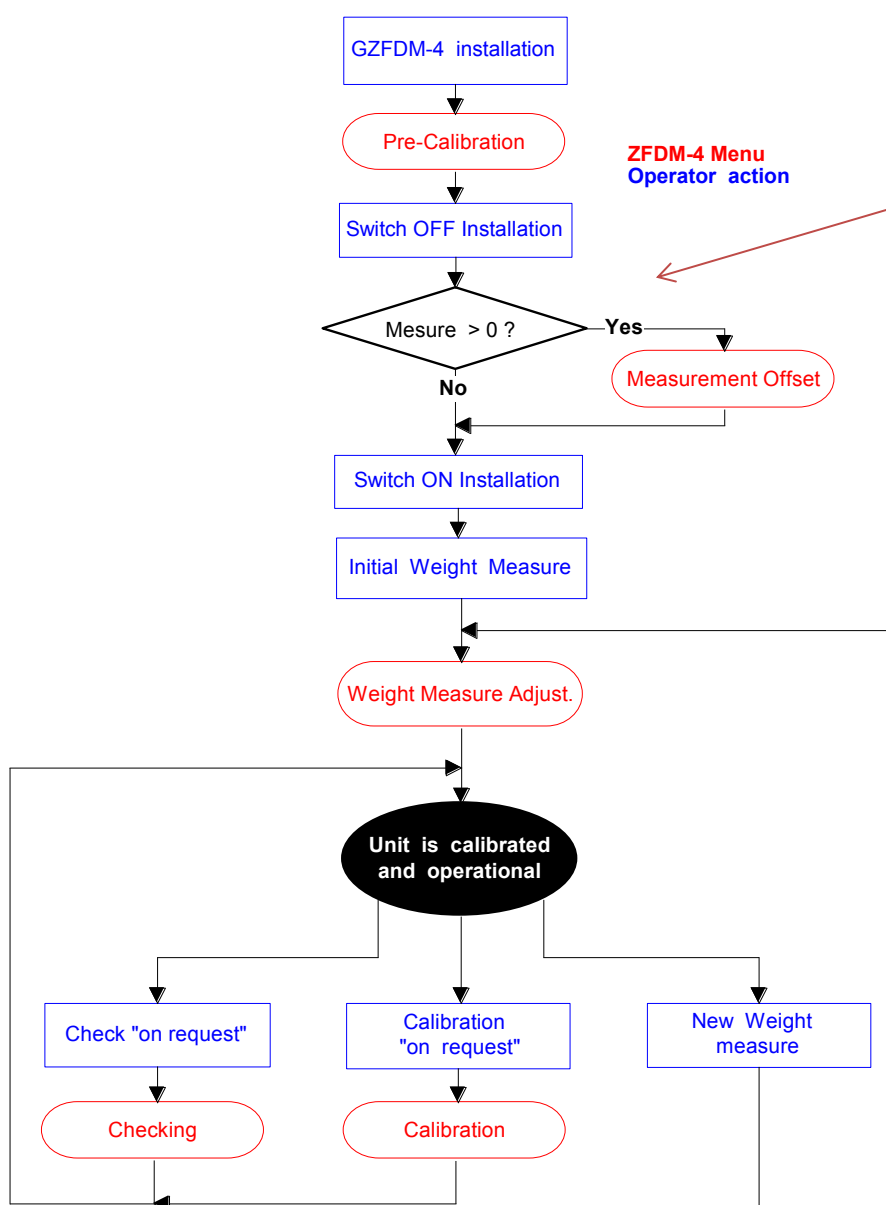 GZFDM-4 installation
Pre-Calibration
ZFDM-4 Menu
Operator action
Switch OFF Installation
Mesure > 0 ?
Yes
Measurement Offset
No
Switch ON Installation
Initial Weight Measure
Weight Measure Adjust.
Unit is calibrated
and operational
Check "on request"
Calibration
"on request"
New Weight
measure
Checking
Calibration